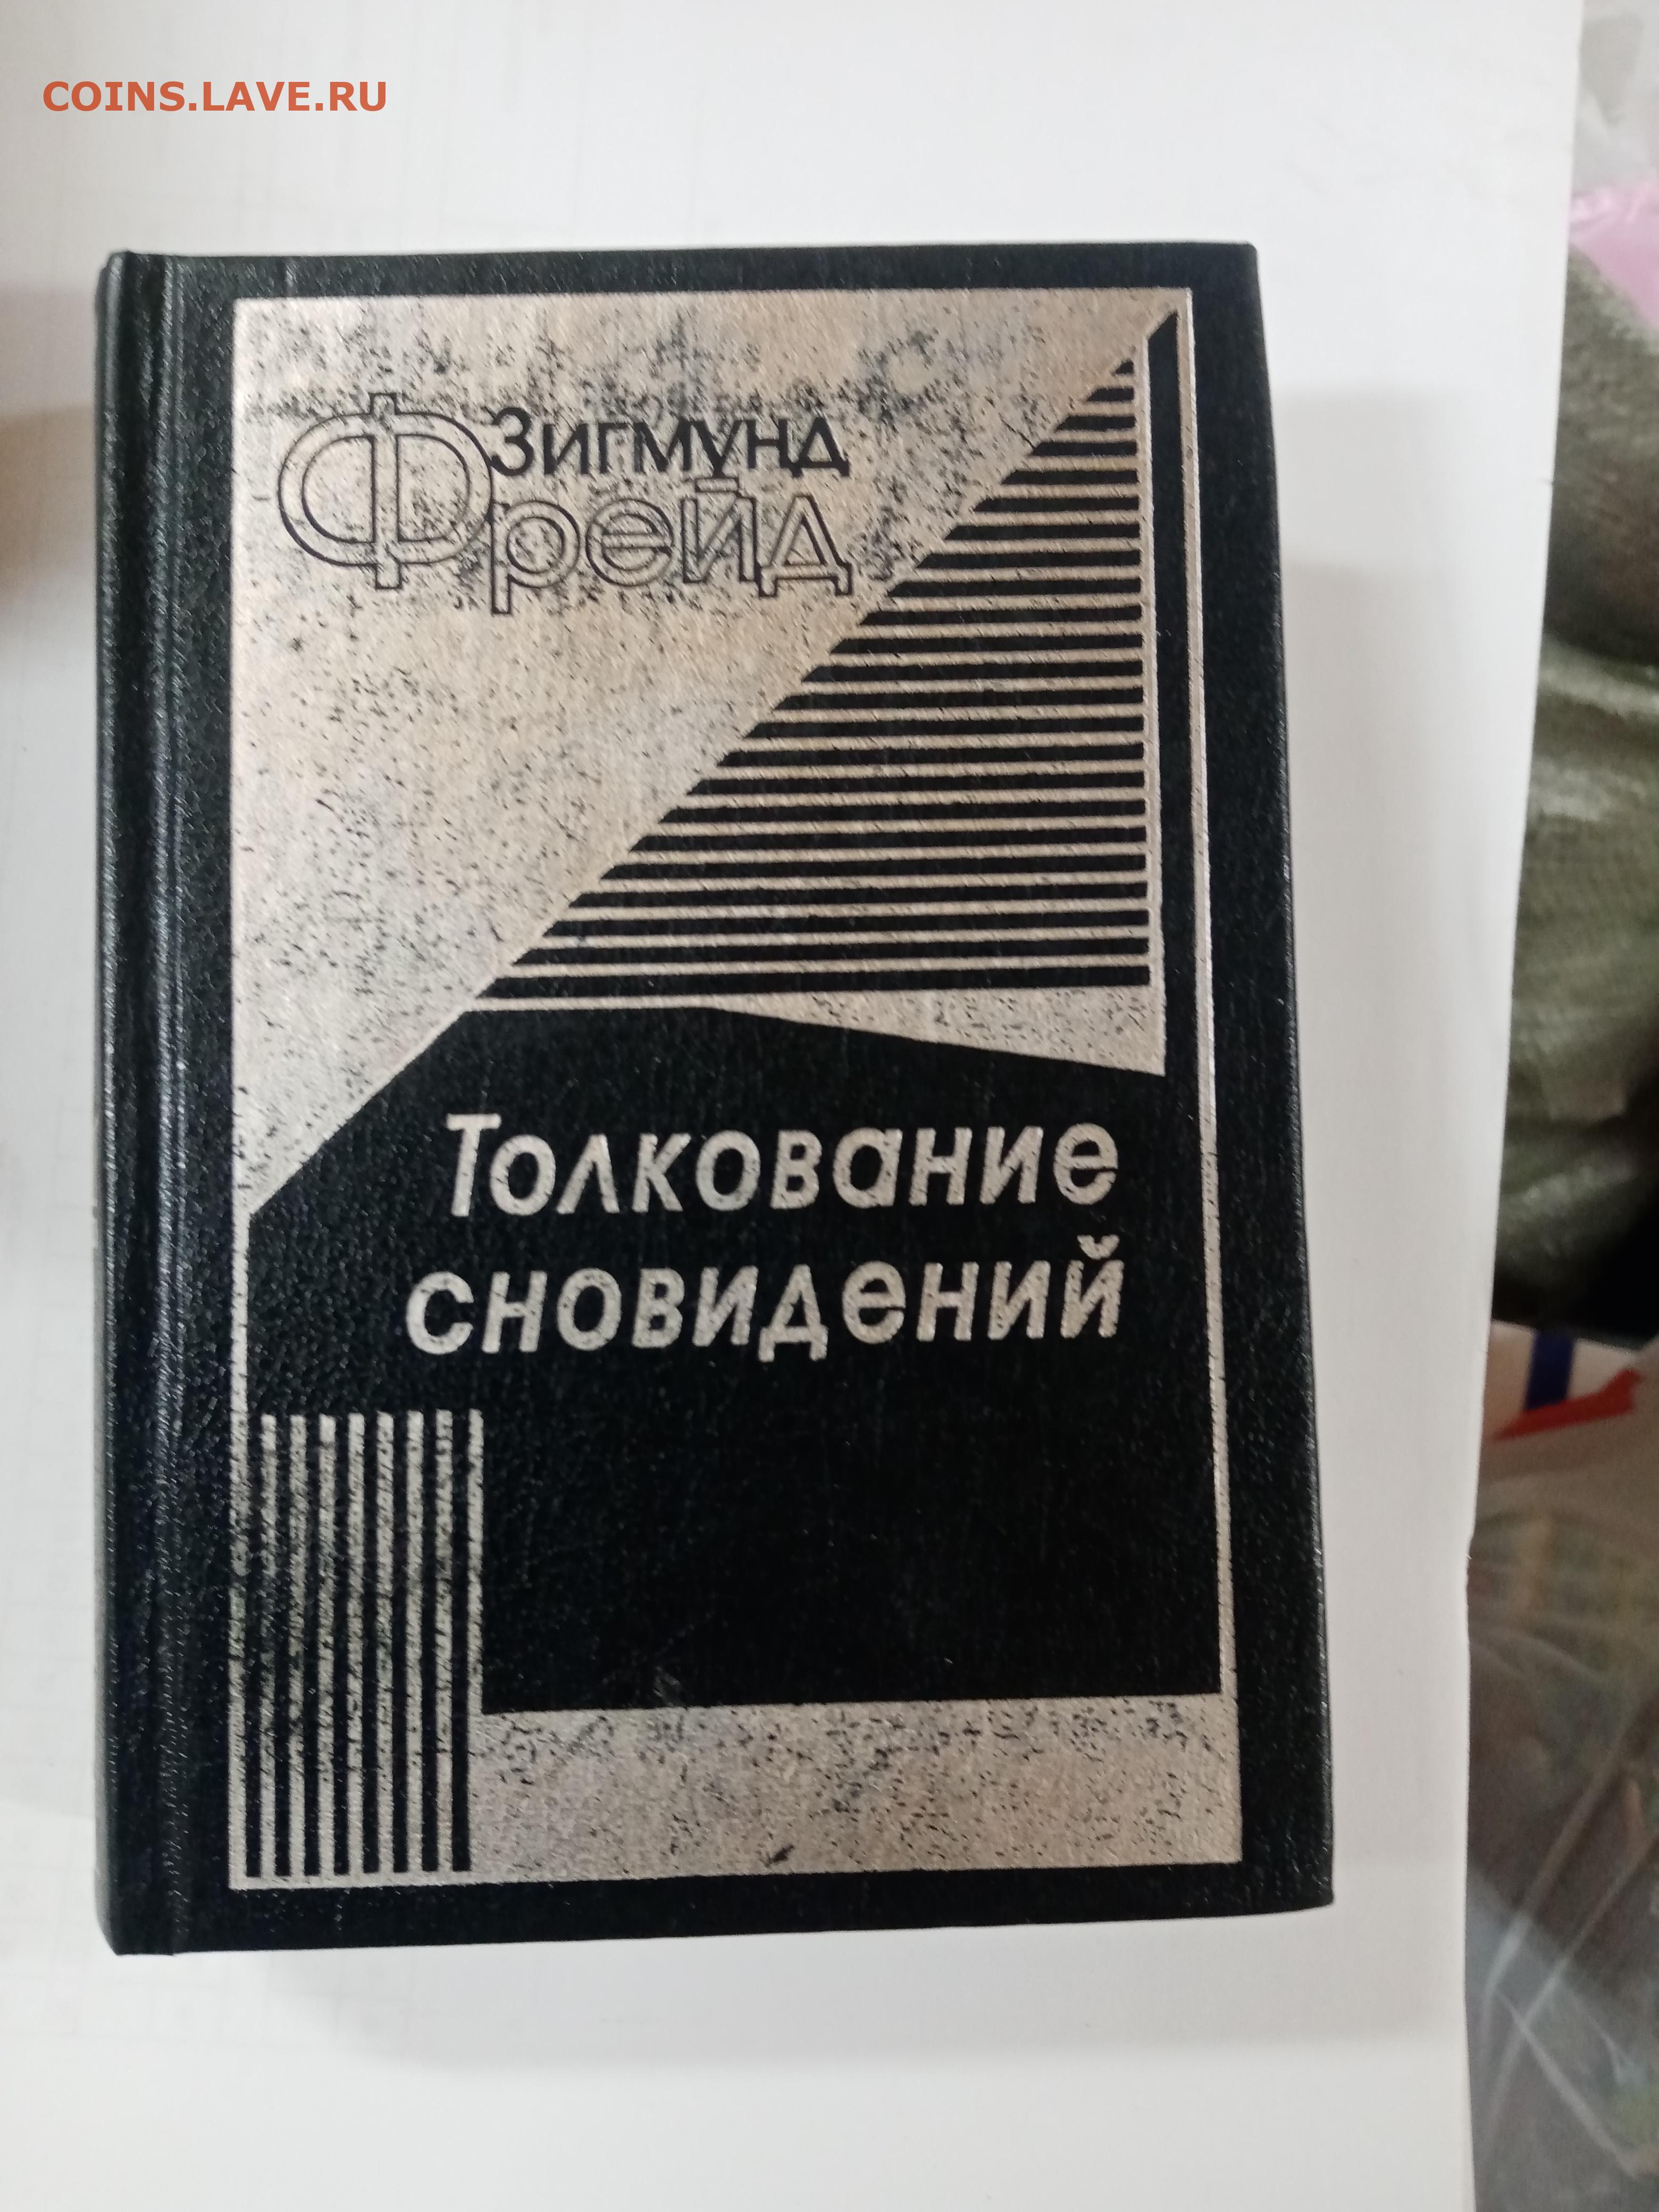 COINS.LAVE.RU
Зигмунд
Фрейд
Толкование
сновидений